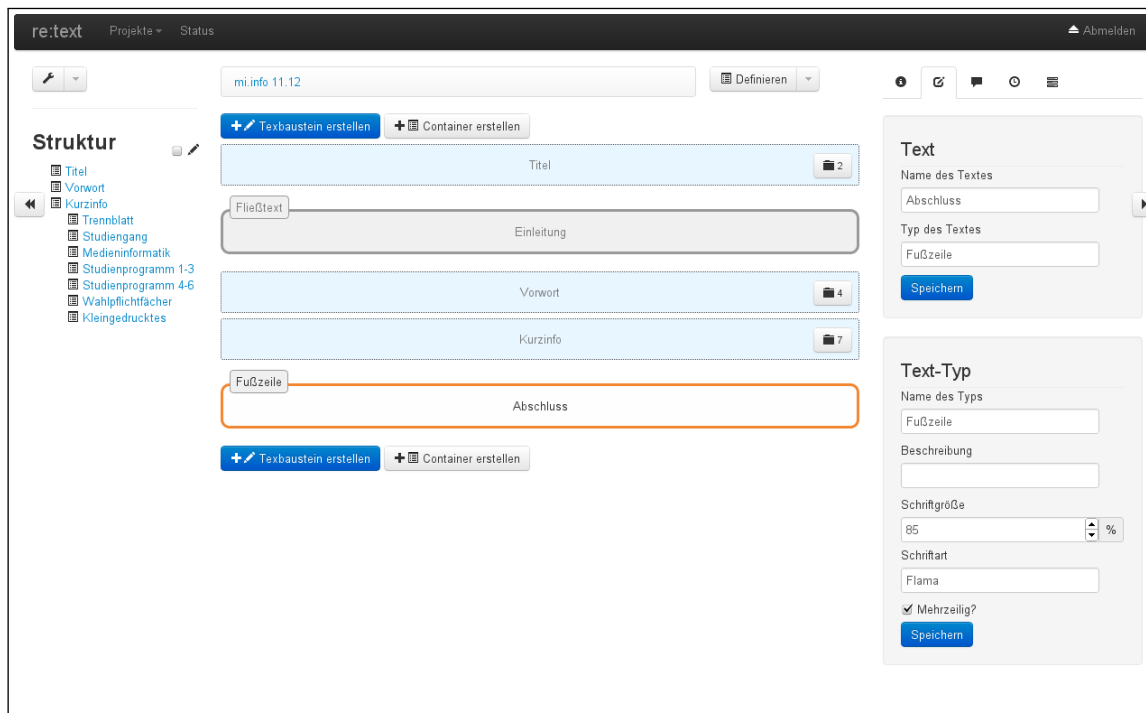 re:text Projekte Status Abmelden
mi.info 11.12
Definieren
Struktur
Titel
Vorwort
Kurzinfo
Trennblatt
Studiengang
Medieninformatik
Studienprogramm 1-3
Studienprogramm 4-6
Wahlpflichtfächer
Kleingedrucktes
Texbaustein erstellen Container erstellen
Titel 2
Fließtext
Einleitung
Vorwort 4
Kurzinfo 7
Fußzeile
Abschluss
Texbaustein erstellen Container erstellen
Text
Name des Textes
Abschluss
Typ des Textes
Fußzeile
Speichern
Text-Typ
Name des Typs
Fußzeile
Beschreibung
Schriftgröße
85 %
Schriftart
Flama
Mehrzeilig?
Speichern